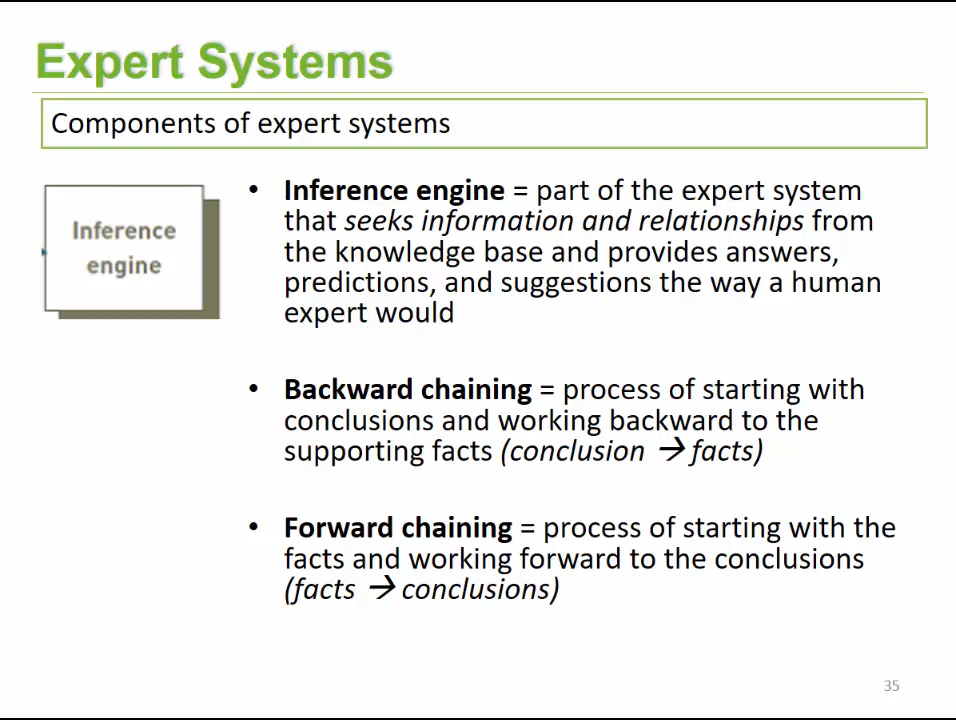 Expert Systems
Components of expert systems
Inference
engine
• Inference engine = part of the expert system
that seeks information and relationships from
the knowledge base and provides answers,
predictions, and suggestions the way a human
expert would
• Backward chaining = process of starting with
conclusions and working backward to the
supporting facts (conclusion → facts)
• Forward chaining = process of starting with the
facts and working forward to the conclusions
(facts → conclusions)
35